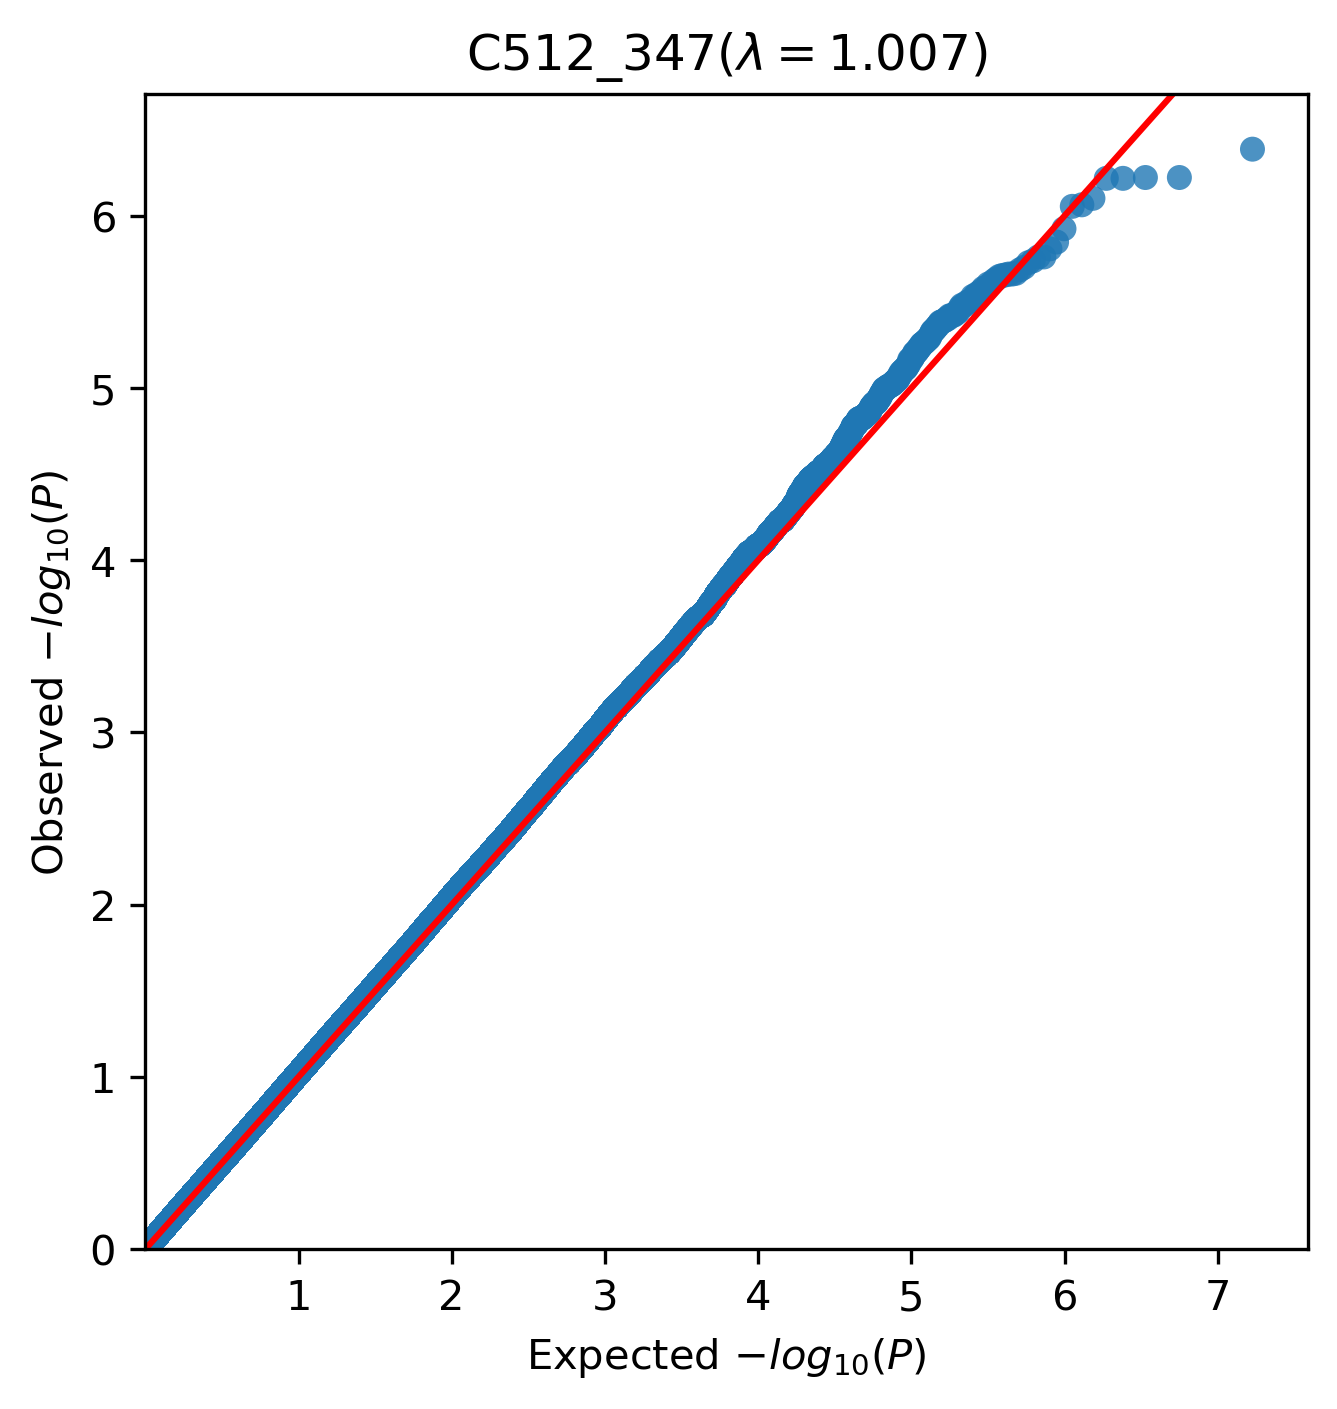 C512_347(λ = 1.007)
6
5
4
3
2
1
0
Observed −log₁₀(P)
1 2 3 4 5 6 7
Expected −log₁₀(P)